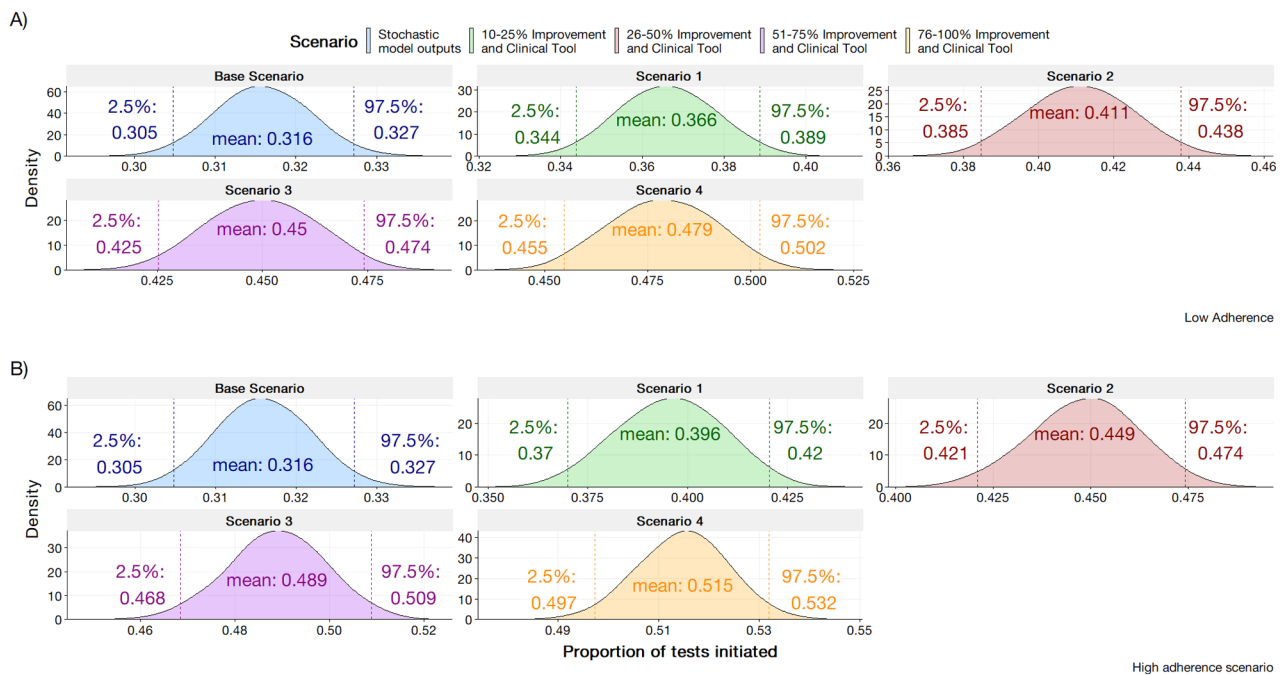 A)
Scenario
Stochastic model outputs
10-25% Improvement and Clinical Tool
26-50% Improvement and Clinical Tool
51-75% Improvement and Clinical Tool
76-100% Improvement and Clinical Tool
Density
Base Scenario
60
40
20
0
2.5%:
0.305
mean: 0.316
97.5%:
0.327
0.30 0.31 0.32 0.33
Scenario 1
30
20
10
0
2.5%:
0.344
mean: 0.366
97.5%:
0.389
0.32 0.34 0.36 0.38 0.40
Scenario 2
25
20
15
10
5
0
2.5%:
0.385
mean: 0.411
97.5%:
0.438
0.36 0.38 0.40 0.42 0.44 0.46
Scenario 3
20
10
0
2.5%:
0.425
mean: 0.45
97.5%:
0.474
0.425 0.450 0.475
Scenario 4
20
10
0
2.5%:
0.455
mean: 0.479
97.5%:
0.502
0.450 0.475 0.500 0.525
Low Adherence
B)
Density
Base Scenario
60
40
20
0
2.5%:
0.305
mean: 0.316
97.5%:
0.327
0.30 0.31 0.32 0.33
Scenario 1
20
10
0
2.5%:
0.37
mean: 0.396
97.5%:
0.42
0.350 0.375 0.400 0.425
Scenario 2
20
10
0
2.5%:
0.421
mean: 0.449
97.5%:
0.474
0.400 0.425 0.450 0.475
Scenario 3
30
20
10
0
2.5%:
0.468
mean: 0.489
97.5%:
0.509
0.46 0.48 0.50 0.52
Scenario 4
40
30
20
10
0
2.5%:
0.497
mean: 0.515
97.5%:
0.532
0.49 0.51 0.53 0.55
Proportion of tests initiated
High adherence scenario